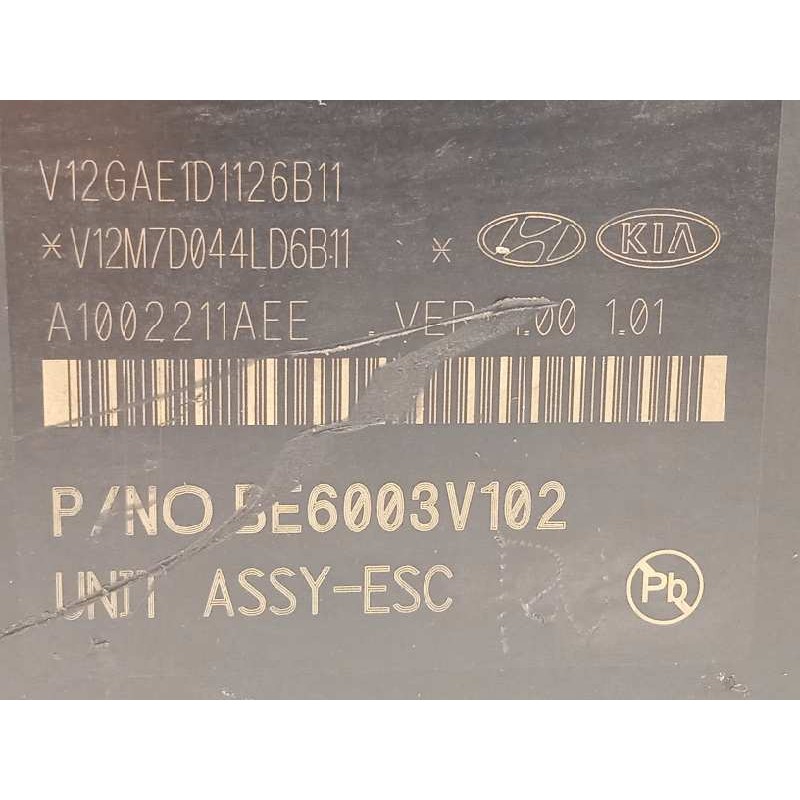 V12GAE1D1126B11
*V12M7D044LD6B11 * KIA
A1002211AEE . VER 1.00 1.01
P/NO BE6003V102
UNIT ASSY-ESC Pb